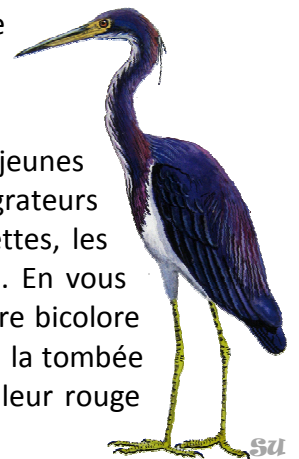 e
jeunes
grateurs
ettes, les
. En vous
re bicolore
la tombée
leur rouge
su